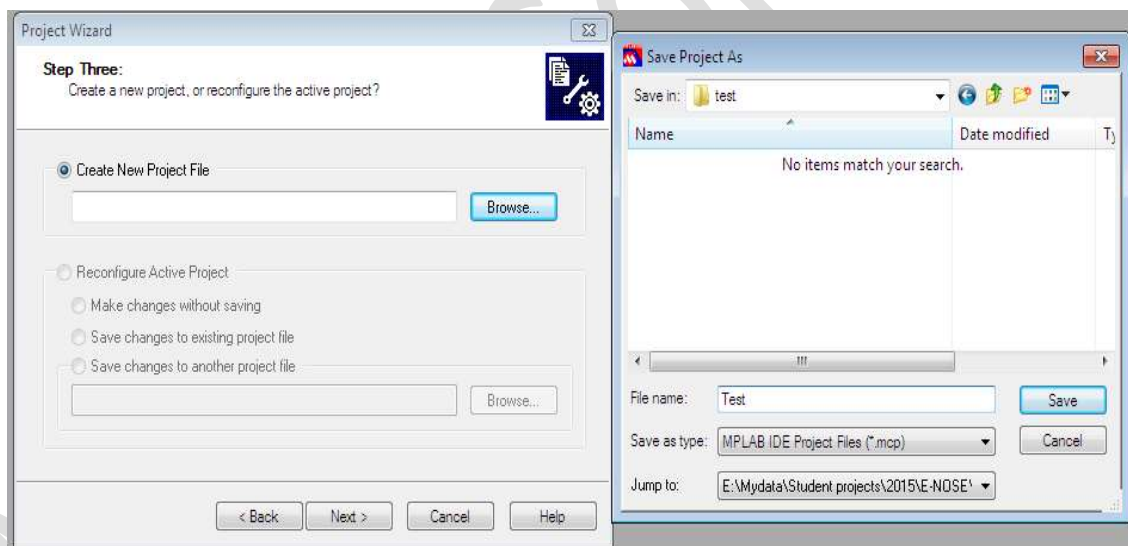 Project Wizard
Step Three:
Create a new project, or reconfigure the active project?
Create New Project File
Browse...
Reconfigure Active Project
Make changes without saving
Save changes to existing project file
Save changes to another project file
Browse...
< Back Next > Cancel Help
Save Project As
Save in: test
Name Date modified Ty
No items match your search.
File name: Test Save
Save as type: MPLAB IDE Project Files (*.mcp) Cancel
Jump to: E:\Mydata\Student projects\2015\E-NOSE\